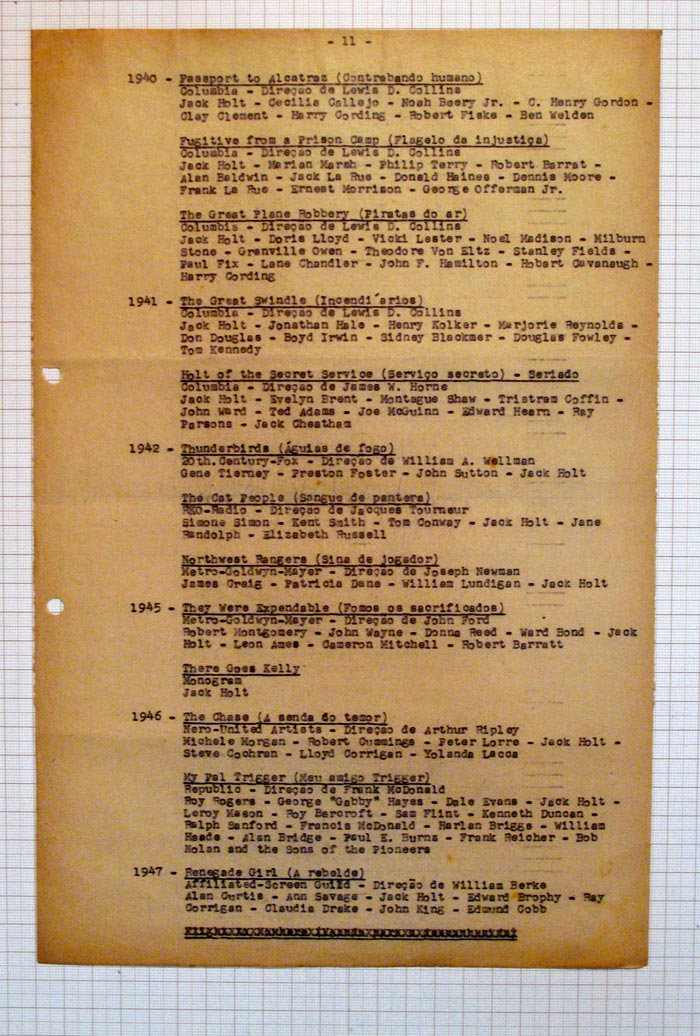 - 11 -
1940 - Passport to Alcatraz (Contrabando humano)
Columbia - Direção de Lewis D. Collins
Jack Holt - Cecilia Callejo - Noah Beery Jr. - C. Henry Gordon -
Clay Clement - Harry Cording - Robert Fiske - Ben Welden
Fugitive from a Prison Camp (Flagelo da injustiça)
Columbia - Direçao de Lewis D. Collins
Jack Holt - Marian Marsh - Philip Terry - Robert Barrat -
Alan Baldwin - Jack La Rue - Donald Haines - Dennis Moore -
Frank La Rue - Ernest Morrison - George Offerman Jr.
The Great Plane Robbery (Piratas do ar)
Columbia - Direçao de Lewis D. Collins
Jack Holt - Doris Lloyd - Vicki Lester - Noel Madison - Milburn
Stone - Granville Owen - Theodore Von Eltz - Stanley Fields -
Paul Fix - Lane Chandler - John F. Hamilton - Hobart Cavanaugh -
Harry Cording
1941 - The Great Swindle (Incendi´arios)
Columbia - Direçao de Lewis D. Collins
Jack Holt - Jonathan Hale - Henry Kolker - Marjorie Reynolds -
Don Douglas - Boyd Irwin - Sidney Blackmer - Douglas Fowley -
Tom Kennedy
Holt of the Secret Service (Serviço secreto) - Seriado
Columbia - Direçao de James W. Horne
Jack Holt - Evelyn Brent - Montague Shaw - Tristram Coffin -
John Ward - Ted Adams - Joe McGuinn - Edward Hearn - Ray
Parsons - Jack Cheatham
1942 - Thunderbirds (Águias de fogo)
20th.Century-Fox - Direçao de William A. Wellman
Gene Tierney - Preston Foster - John Sutton - Jack Holt
The Cat People (Sangue de pantera)
RKO-Radio - Direçao de Jacques Tourneur
Simone Simon - Kent Smith - Tom Conway - Jack Holt - Jane
Randolph - Elizabeth Russell
Northwest Rangers (Sina de jogador)
Metro-Goldwyn-Mayer - Direçao de Joseph Newman
James Craig - Patricia Dane - William Lundigan - Jack Holt
1945 - They Were Expendable (Fomos os sacrificados)
Metro-Goldwyn-Mayer - Direçao de John Ford
Robert Montgomery - John Wayne - Donna Reed - Ward Bond - Jack
Holt - Leon Ames - Cameron Mitchell - Robert Barratt
There Goes Kelly
Monogram
Jack Holt
1946 - The Chase (A senda do temor)
Nero-United Artists - Direçao de Arthur Ripley
Michele Morgan - Robert Cummings - Peter Lorre - Jack Holt -
Steve Cochran - Lloyd Corrigan - Yolanda Lacca
My Pal Trigger (Meu amigo Trigger)
Republic - Direçao de Frank McDonald
Roy Rogers - George "Gabby" Hayes - Dale Evans - Jack Holt -
Leroy Mason - Roy Barcroft - Sam Flint - Kenneth Duncan -
Ralph Sanford - Francis McDonald - Harlan Briggs - William
Haade - Alan Bridge - Paul E. Burns - Frank Reicher - Bob
Nolan and the Sons of the Pioneers
1947 - Renegade Girl (A rebelde)
Affiliated-Screen Guild - Direção de William Berke
Alan Curtis - Ann Savage - Jack Holt - Edward Brophy - Ray
Corrigan - Claudia Drake - John King - Edmund Cobb